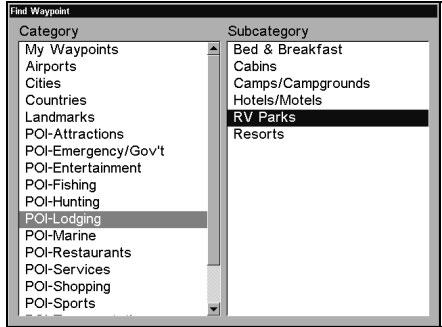 Find Waypoint
Category
My Waypoints
Airports
Cities
Countries
Landmarks
POI-Attractions
POI-Emergency/Gov't
POI-Entertainment
POI-Fishing
POI-Hunting
POI-Lodging
POI-Marine
POI-Restaurants
POI-Services
POI-Shopping
POI-Sports
Subcategory
Bed & Breakfast
Cabins
Camps/Campgrounds
Hotels/Motels
RV Parks
Resorts